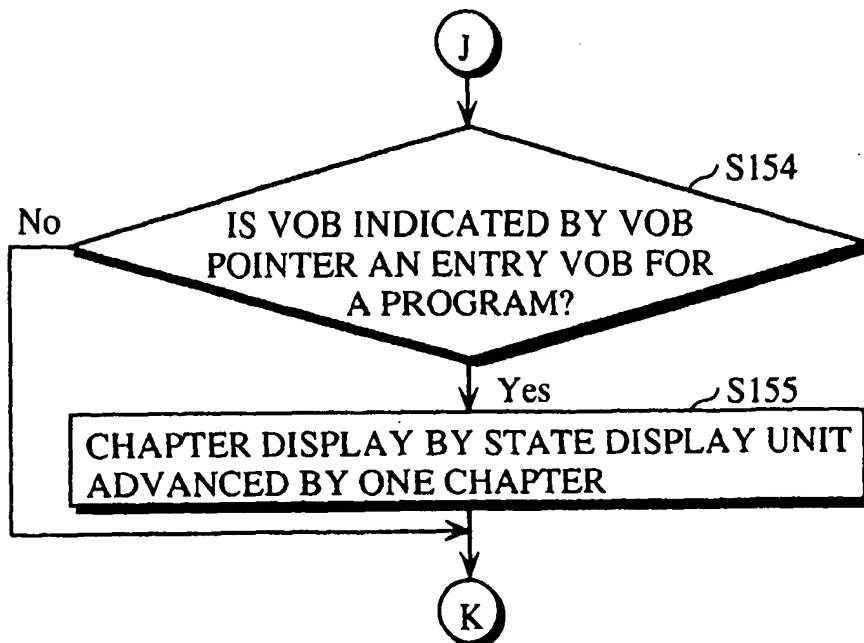 J
S154
No
IS VOB INDICATED BY VOB
POINTER AN ENTRY VOB FOR
A PROGRAM?
Yes
S155
CHAPTER DISPLAY BY STATE DISPLAY UNIT
ADVANCED BY ONE CHAPTER
K